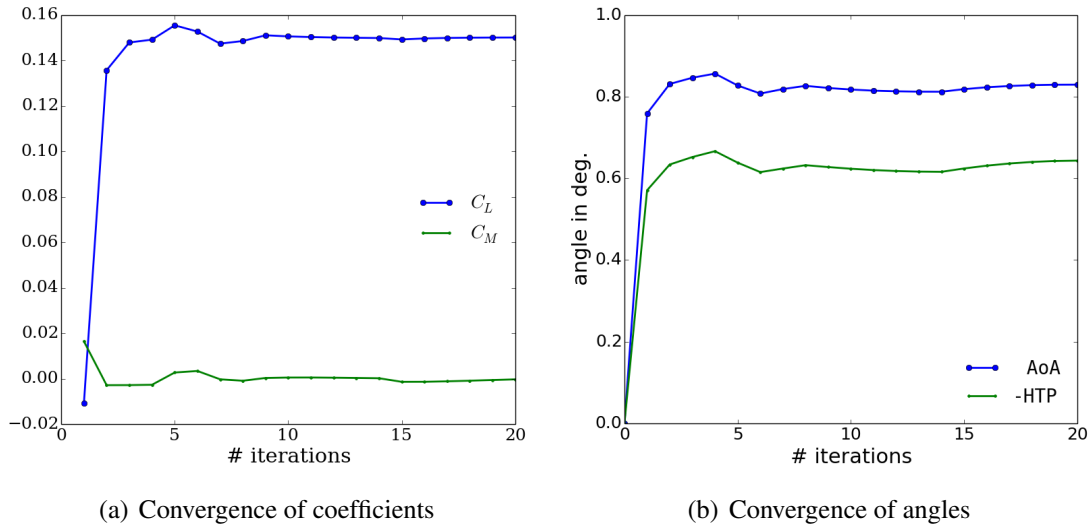 0.16
0.14
0.12
0.10
0.08
0.06
0.04
0.02
0.00
−0.02
0 5 10 15 20
# iterations
C_L
C_M
(a) Convergence of coefficients
1.0
0.8
0.6
0.4
0.2
0.0
angle in deg.
0 5 10 15 20
# iterations
AoA
-HTP
(b) Convergence of angles